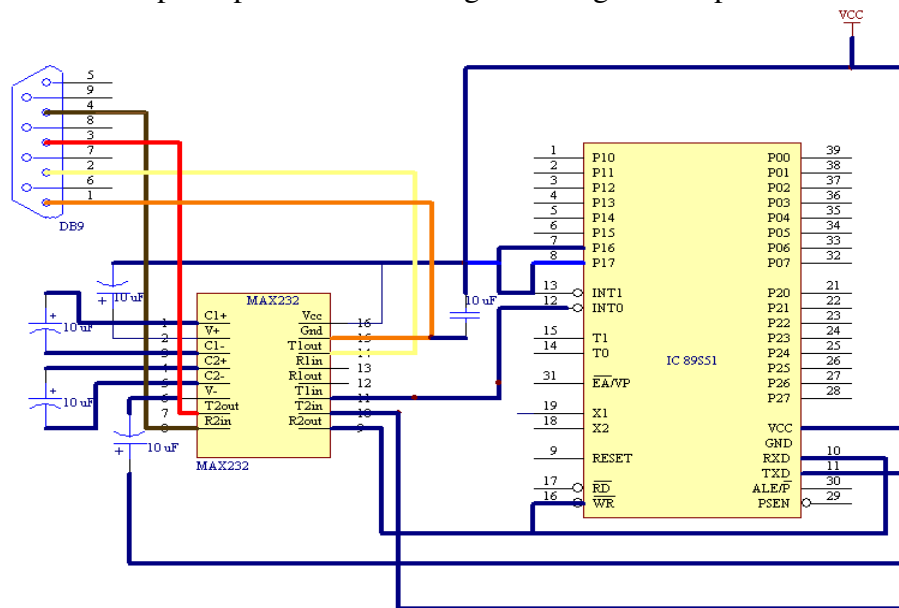 VCC
5
9
4
8
3
7
2
6
1
DB9
10 uF
10 uF
10 uF
10 uF
10 uF
MAX232
1 C1+ Vcc 16
2 V+ Gnd 15
3 C1- T1out 14
4 C2+ R1in 13
5 C2- R1out 12
6 V- T1in 11
7 T2out T2in 10
8 R2in R2out 9
MAX232
1 P10 P00 39
2 P11 P01 38
3 P12 P02 37
4 P13 P03 36
5 P14 P04 35
6 P15 P05 34
7 P16 P06 33
8 P17 P07 32
13 INT1 P20 21
12 INT0 P21 22
P22 23
15 T1 P23 24
14 T0 P24 25
IC 89S51 P25 26
31 EA/VP P26 27
P27 28
19 X1
18 X2 VCC
GND
9 RESET RXD 10
TXD 11
17 RD ALE/P 30
16 WR PSEN 29